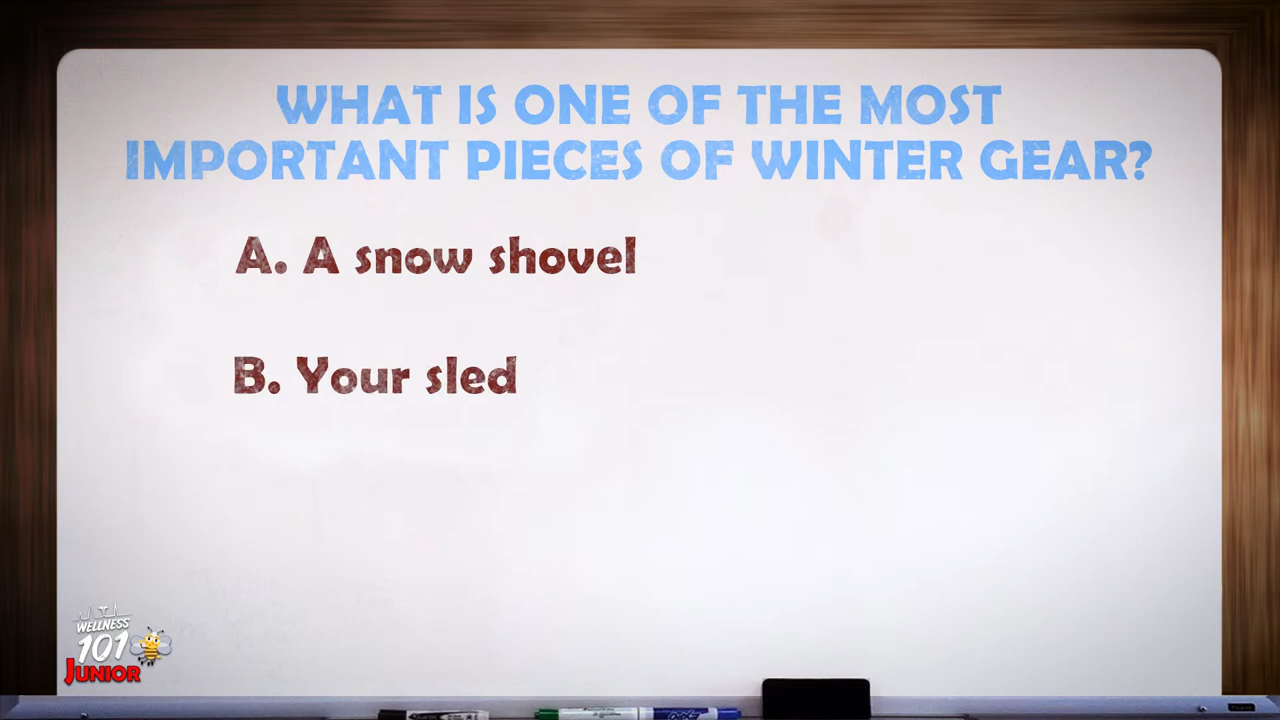 WHAT IS ONE OF THE MOST
IMPORTANT PIECES OF WINTER GEAR?
A. A snow shovel
B. Your sled
WELLNESS
101
JUNIOR